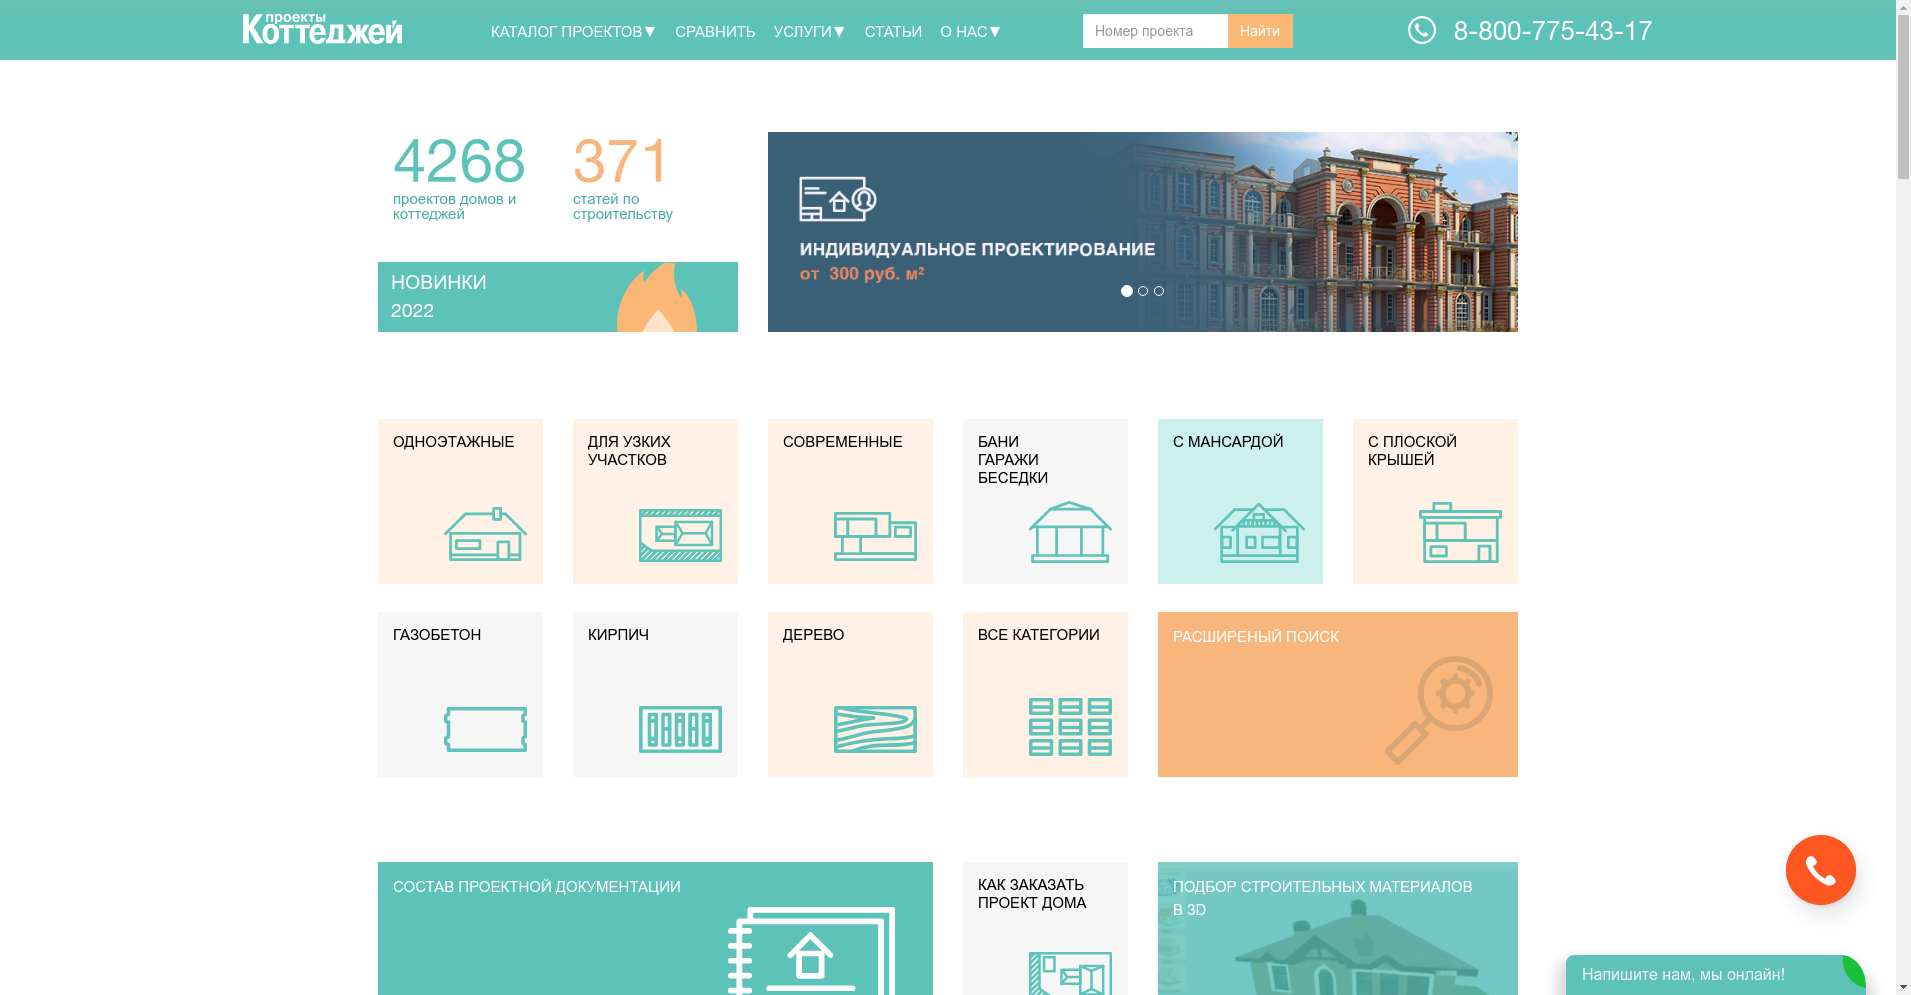 проекты
Коттеджей
КАТАЛОГ ПРОЕКТОВ▼ СРАВНИТЬ УСЛУГИ▼ СТАТЬИ О НАС▼
Номер проекта Найти
8-800-775-43-17
4268
проектов домов и
коттеджей
371
статей по
строительству
НОВИНКИ
2022
ИНДИВИДУАЛЬНОЕ ПРОЕКТИРОВАНИЕ
от 300 руб. м²
ОДНОЭТАЖНЫЕ
ДЛЯ УЗКИХ
УЧАСТКОВ
СОВРЕМЕННЫЕ
БАНИ
ГАРАЖИ
БЕСЕДКИ
С МАНСАРДОЙ
С ПЛОСКОЙ
КРЫШЕЙ
ГАЗОБЕТОН
КИРПИЧ
ДЕРЕВО
ВСЕ КАТЕГОРИИ
РАСШИРЕНЫЙ ПОИСК
СОСТАВ ПРОЕКТНОЙ ДОКУМЕНТАЦИИ
КАК ЗАКАЗАТЬ
ПРОЕКТ ДОМА
ПОДБОР СТРОИТЕЛЬНЫХ МАТЕРИАЛОВ
В 3D
Напишите нам, мы онлайн!